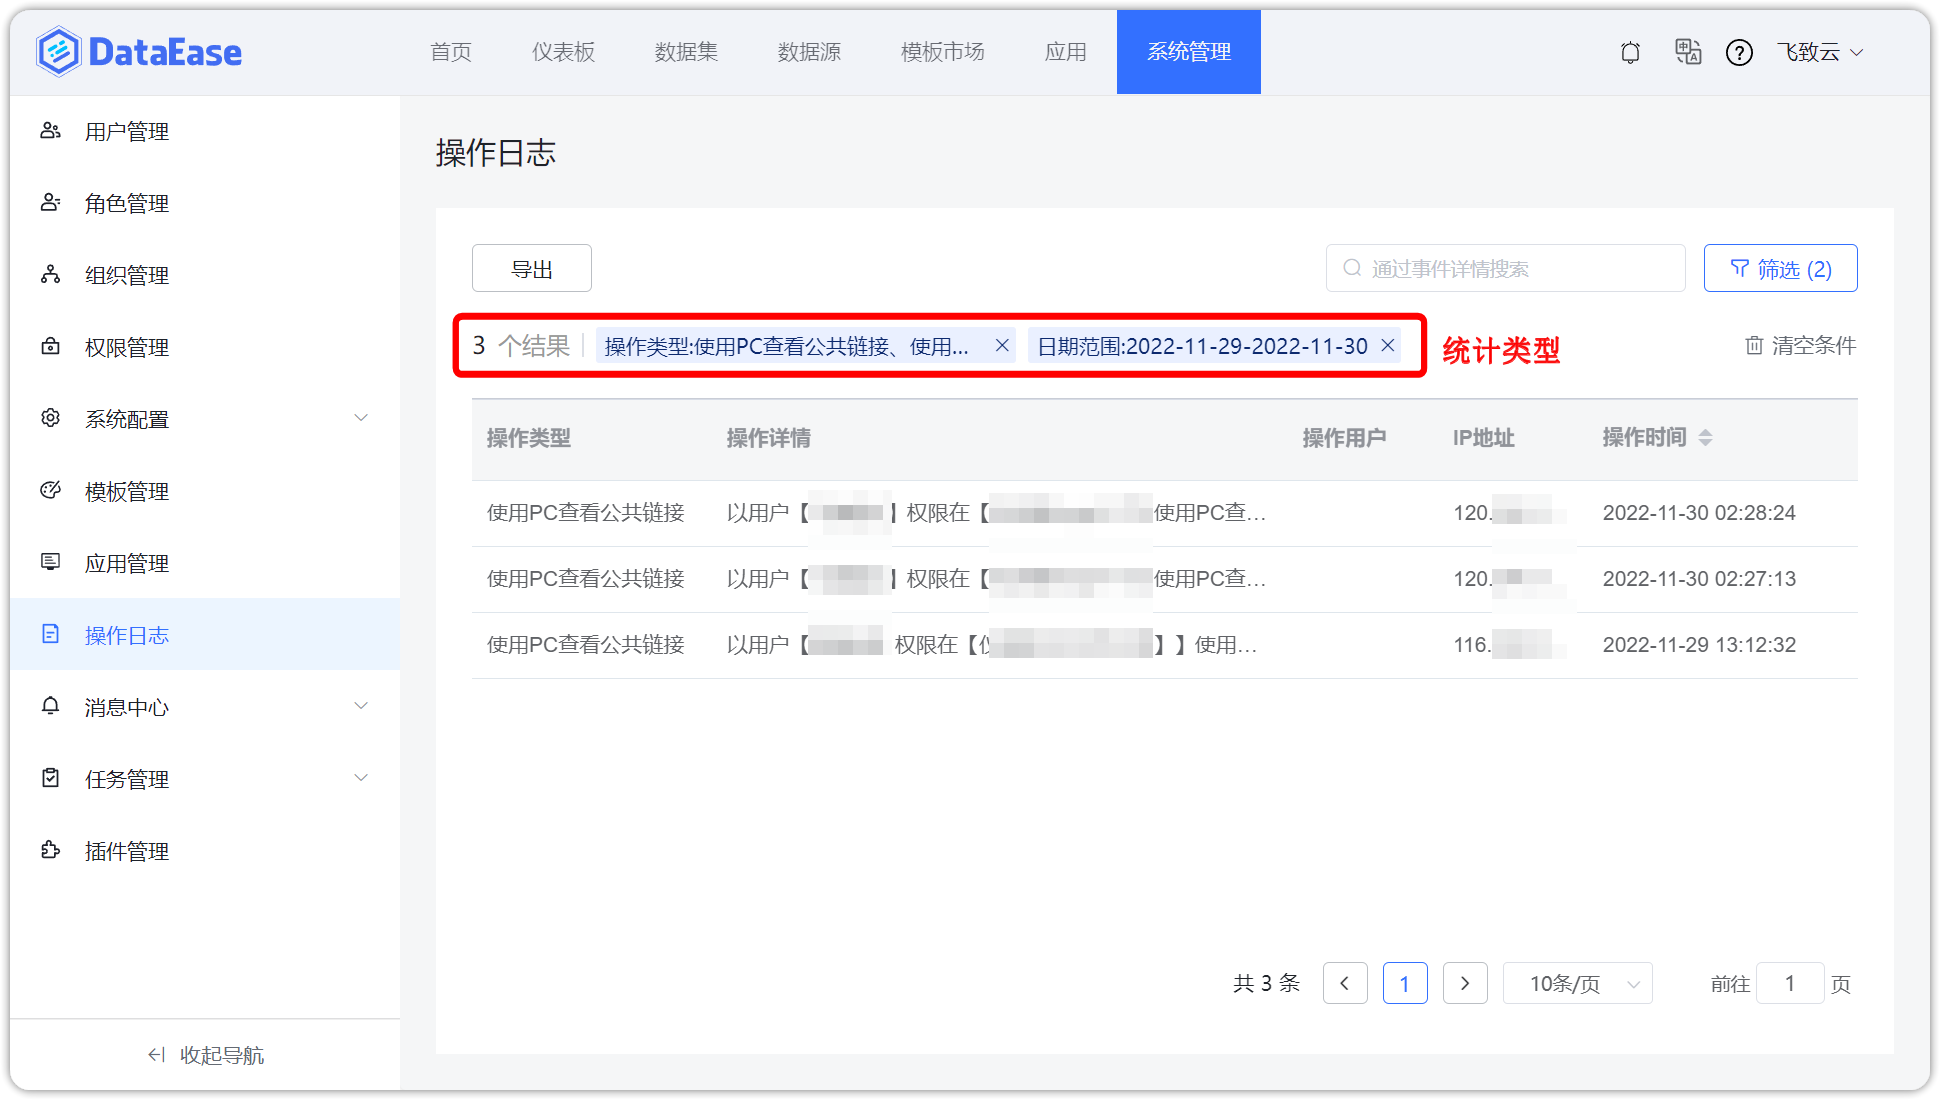 DataEase 首页 仪表板 数据集 数据源 模板市场 应用 系统管理 飞致云
用户管理
角色管理
组织管理
权限管理
系统配置
模板管理
应用管理
操作日志
消息中心
任务管理
插件管理
收起导航
操作日志
导出 通过事件详情搜索 筛选 (2)
3 个结果 操作类型:使用PC查看公共链接、使用... 日期范围:2022-11-29-2022-11-30 统计类型 清空条件
操作类型 操作详情 操作用户 IP地址 操作时间
使用PC查看公共链接 以用户【 】权限在【 使用PC查... 120. 2022-11-30 02:28:24
使用PC查看公共链接 以用户【 】权限在【 使用PC查... 120. 2022-11-30 02:27:13
使用PC查看公共链接 以用户【 权限在【 】】使用... 116. 2022-11-29 13:12:32
共 3 条 1 10条/页 前往 1 页